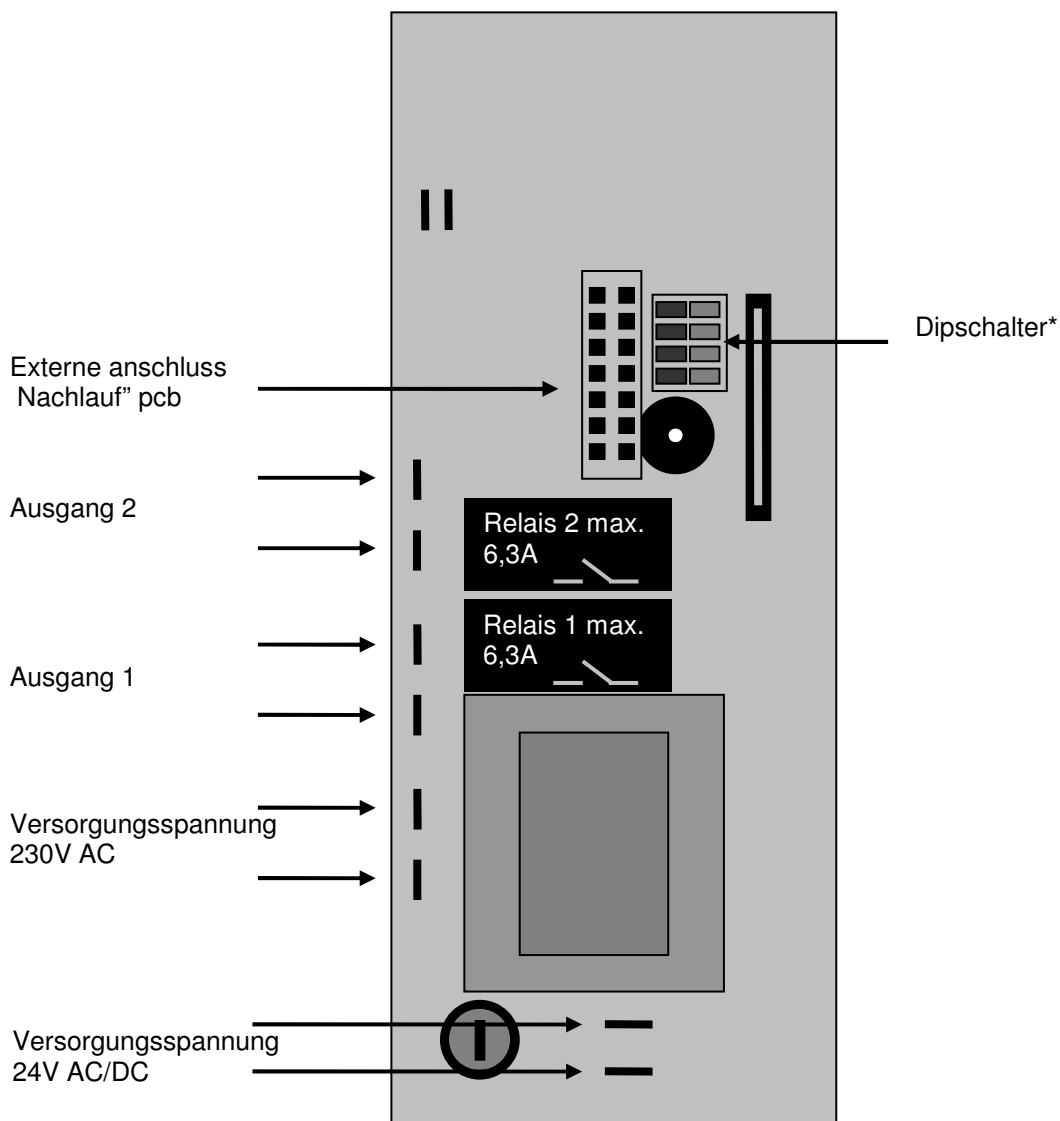 Dipschalter*
Externe anschluss
Nachlauf” pcb
Ausgang 2
Relais 2 max.
6,3A
Relais 1 max.
6,3A
Ausgang 1
Versorgungsspannung
230V AC
Versorgungsspannung
24V AC/DC